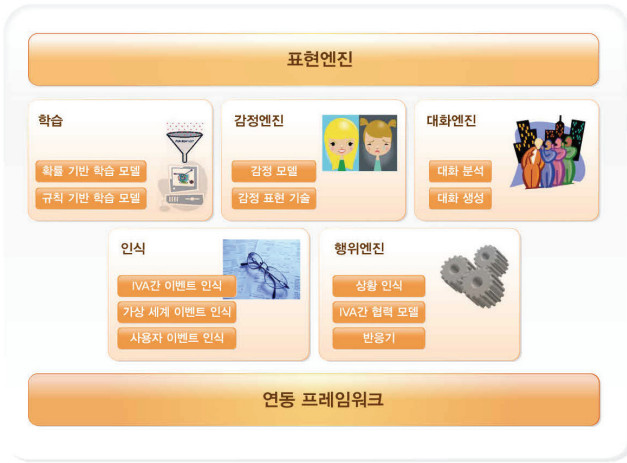 표현엔진
학습
확률 기반 학습 모델
규칙 기반 학습 모델
감정엔진
감정 모델
감정 표현 기술
대화엔진
대화 분석
대화 생성
인식
IVA간 이벤트 인식
가상 세계 이벤트 인식
사용자 이벤트 인식
행위엔진
상황 인식
IVA간 협력 모델
반응기
연동 프레임워크